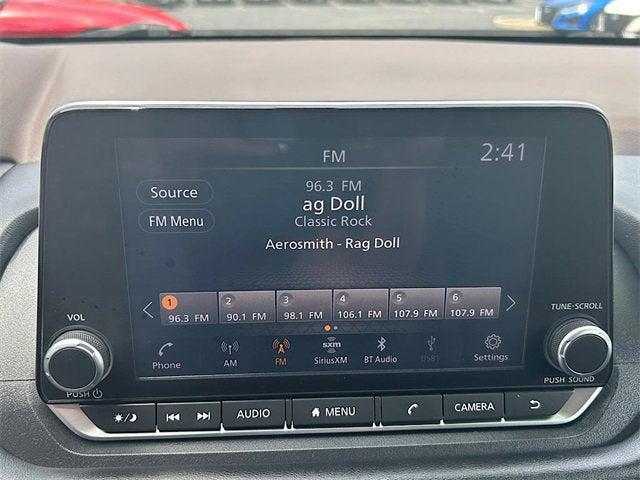 FM
2:41
96.3 FM
Source
ag Doll
FM Menu
Classic Rock
Aerosmith - Rag Doll
1 2 3 4 5 6
96.3 FM 90.1 FM 98.1 FM 106.1 FM 107.9 FM 107.9 FM
VOL
TUNE·SCROLL
Phone AM FM sxm SiriusXM BT Audio USB1 Settings
PUSH
PUSH SOUND
AUDIO MENU CAMERA